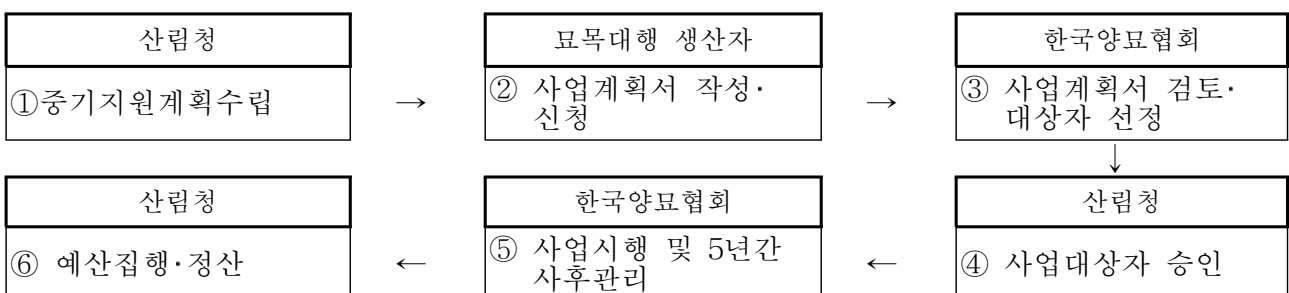 산림청
①중기지원계획수립
→
묘목대행 생산자
② 사업계획서 작성·
신청
→
한국양묘협회
③ 사업계획서 검토·
대상자 선정
↓
산림청
④ 사업대상자 승인
←
한국양묘협회
⑤ 사업시행 및 5년간
사후관리
←
산림청
⑥ 예산집행·정산